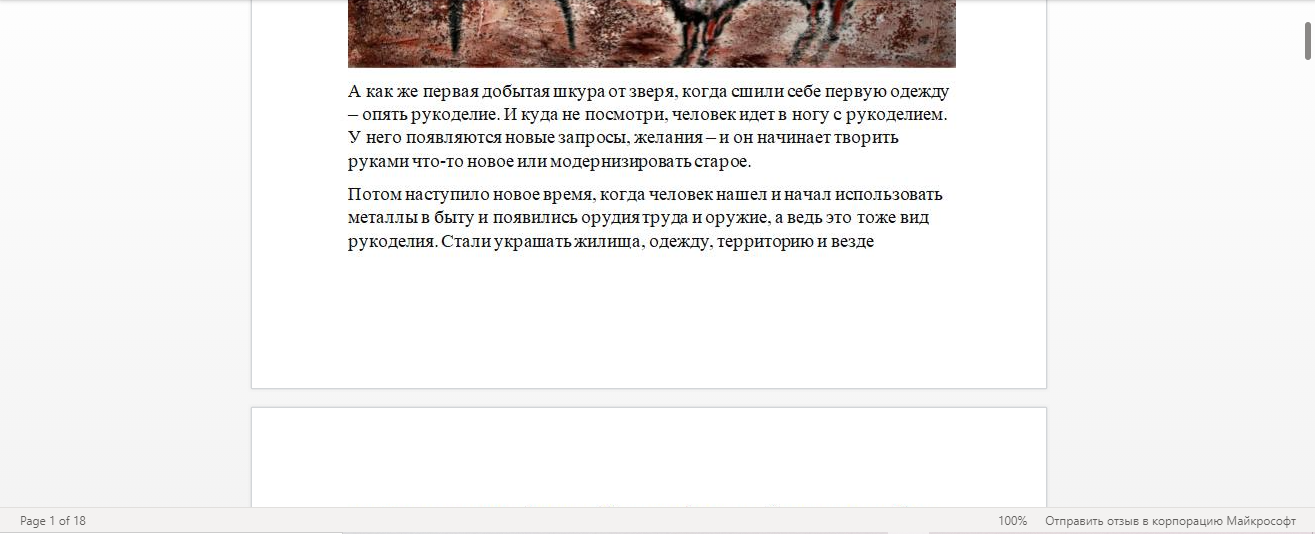 А как же первая добытая шкура от зверя, когда сшили себе первую одежду
– опять рукоделие. И куда не посмотри, человек идет в ногу с рукоделием.
У него появляются новые запросы, желания – и он начинает творить
руками что-то новое или модернизировать старое.
Потом наступило новое время, когда человек нашел и начал использовать
металлы в быту и появились орудия труда и оружие, а ведь это тоже вид
рукоделия. Стали украшать жилища, одежду, территорию и везде
Page 1 of 18
100%
Отправить отзыв в корпорацию Майкрософт